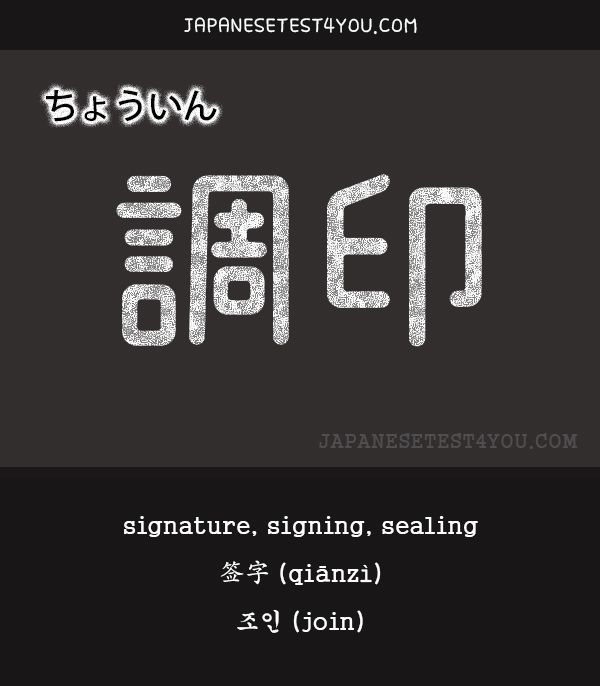 JAPANESETEST4YOU.COM
ちょういん
調印
JAPANESETEST4YOU.COM
signature, signing, sealing
签字 (qiānzì)
조인 (join)